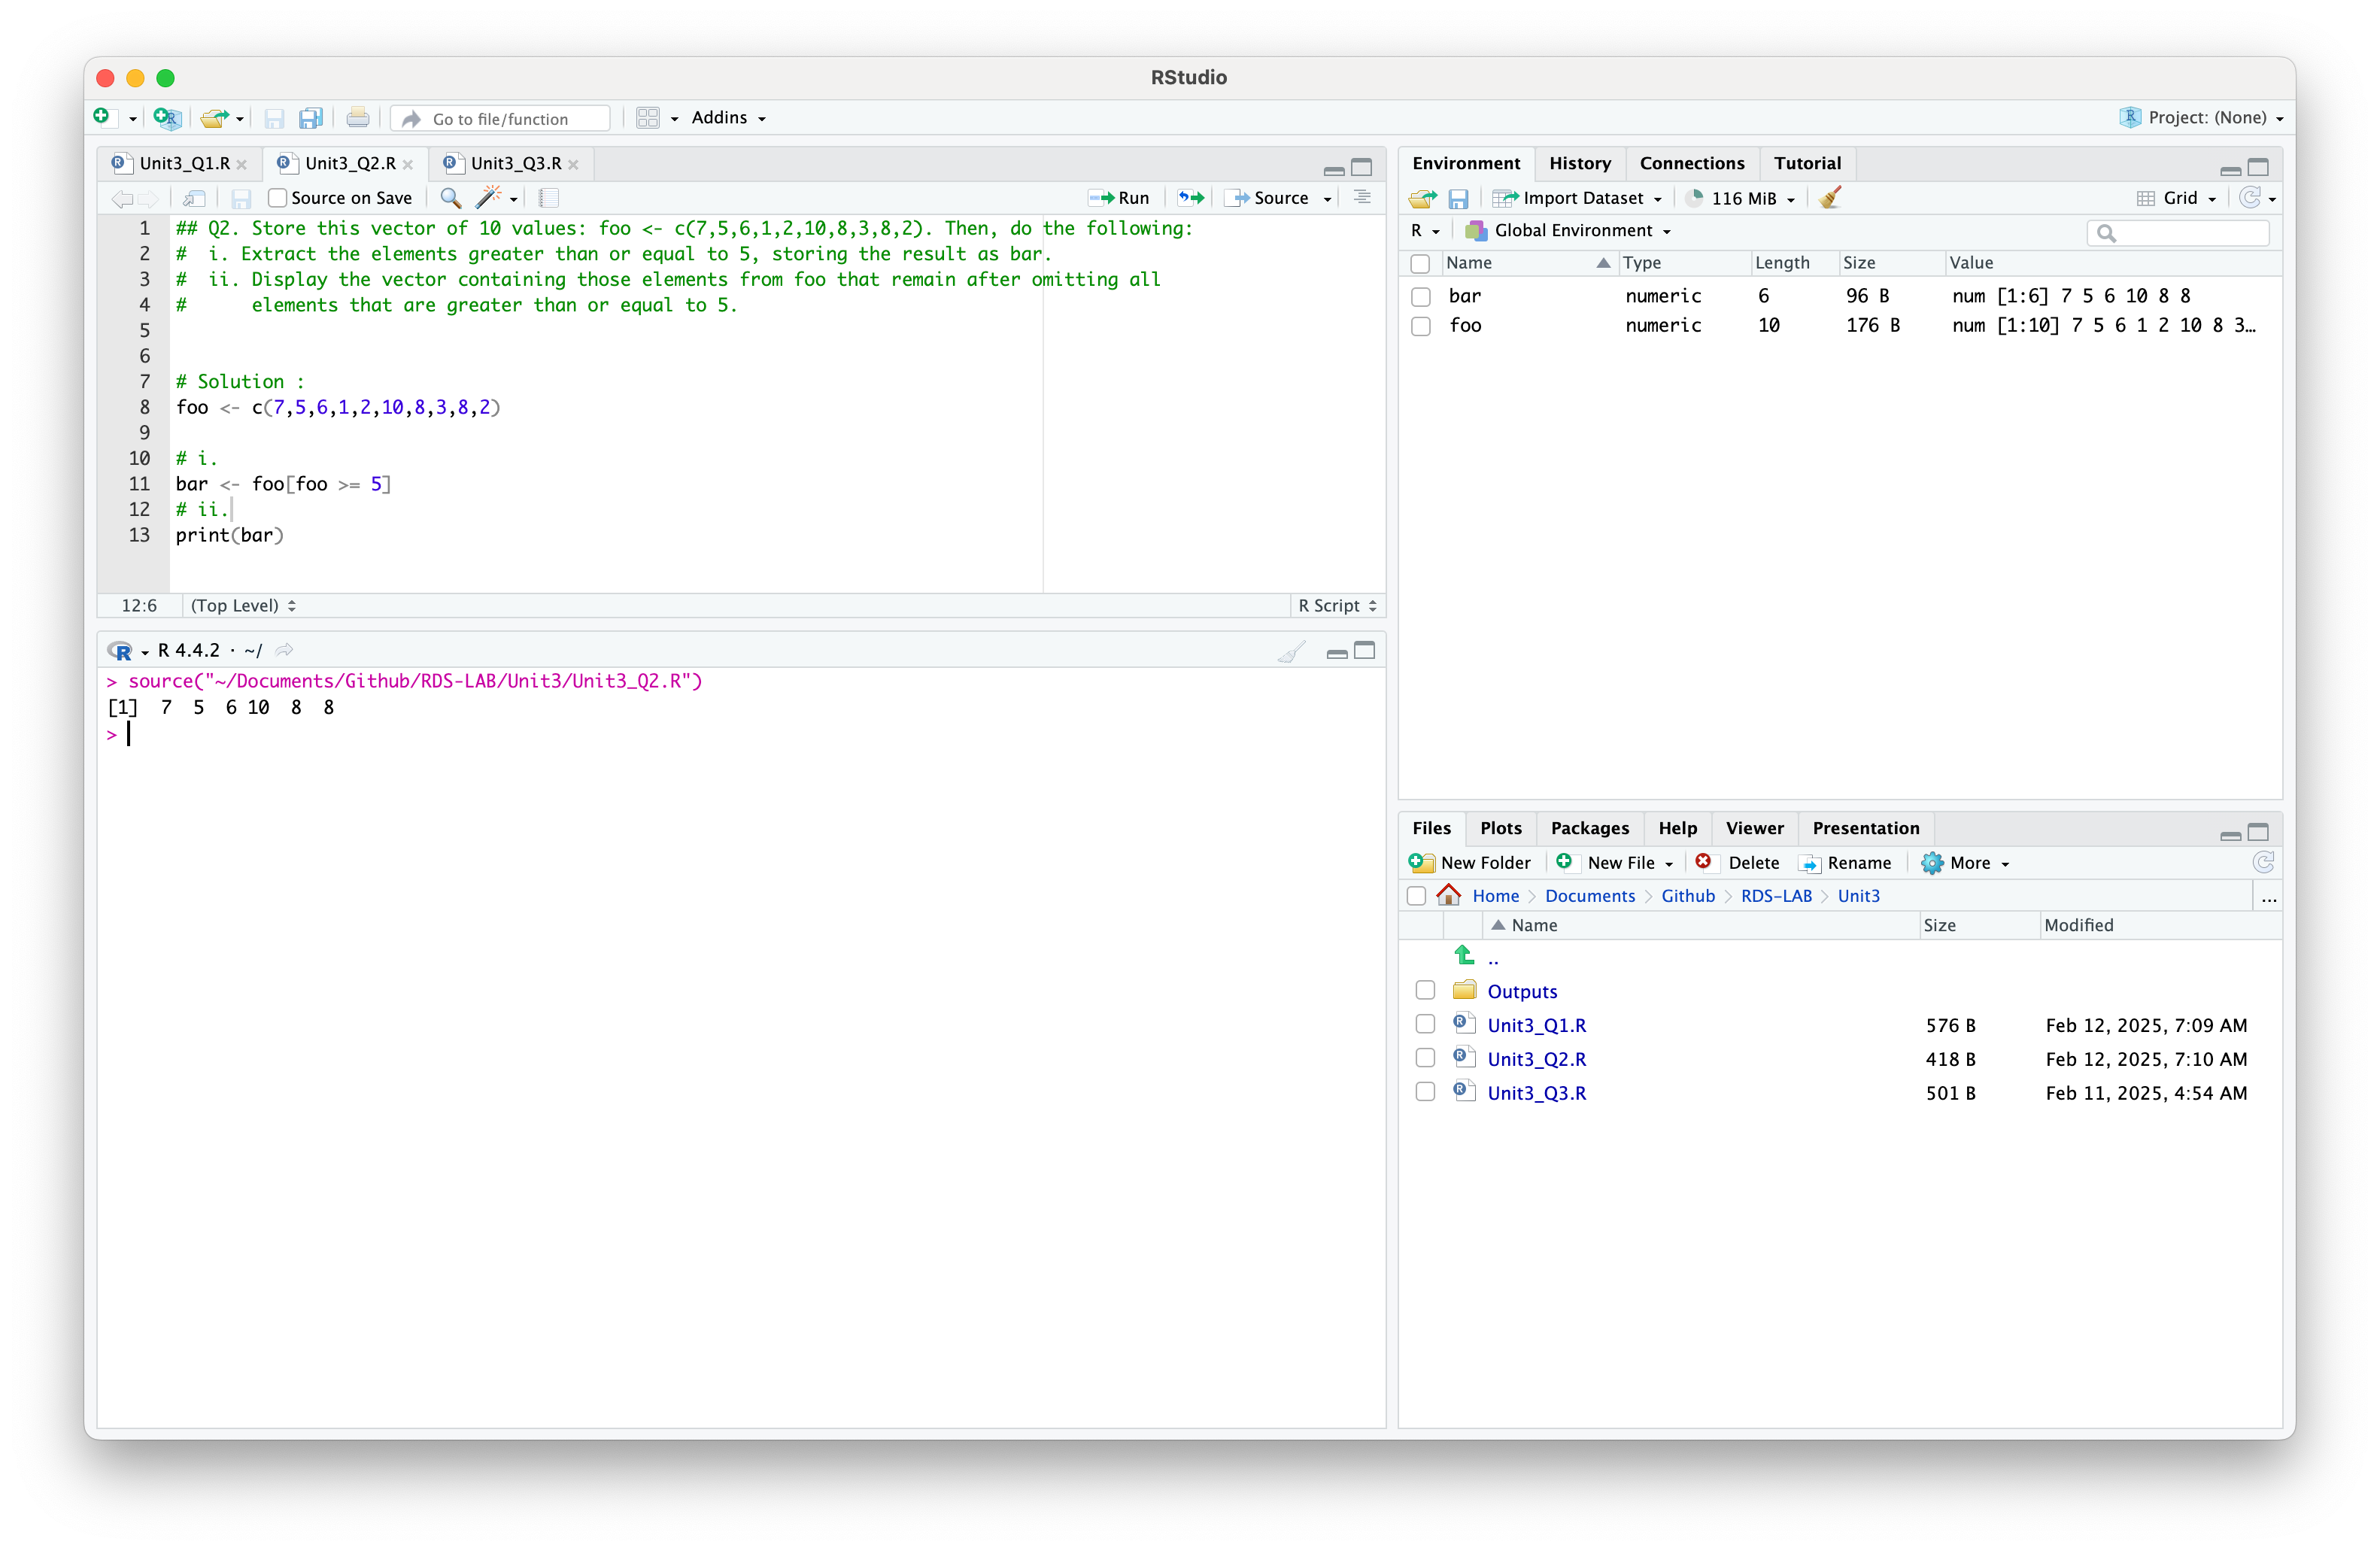 RStudio
Go to file/function
Addins
Project: (None)
Unit3_Q1.R
Unit3_Q2.R
Unit3_Q3.R
Source on Save
Run
Source
1 ## Q2. Store this vector of 10 values: foo <- c(7,5,6,1,2,10,8,3,8,2). Then, do the following:
2 #  i. Extract the elements greater than or equal to 5, storing the result as bar.
3 #  ii. Display the vector containing those elements from foo that remain after omitting all
4 #      elements that are greater than or equal to 5.
5
6
7 # Solution :
8 foo <- c(7,5,6,1,2,10,8,3,8,2)
9
10 # i.
11 bar <- foo[foo >= 5]
12 # ii.
13 print(bar)
12:6 (Top Level) R Script
R 4.4.2 · ~/
> source("~/Documents/Github/RDS-LAB/Unit3/Unit3_Q2.R")
[1]  7  5  6 10  8  8
>
Environment History Connections Tutorial
Import Dataset 116 MiB Grid
R Global Environment
Name Type Length Size Value
bar numeric 6 96 B num [1:6] 7 5 6 10 8 8
foo numeric 10 176 B num [1:10] 7 5 6 1 2 10 8 3…
Files Plots Packages Help Viewer Presentation
New Folder New File Delete Rename More
Home Documents Github RDS-LAB Unit3 ...
Name Size Modified
..
Outputs
Unit3_Q1.R 576 B Feb 12, 2025, 7:09 AM
Unit3_Q2.R 418 B Feb 12, 2025, 7:10 AM
Unit3_Q3.R 501 B Feb 11, 2025, 4:54 AM